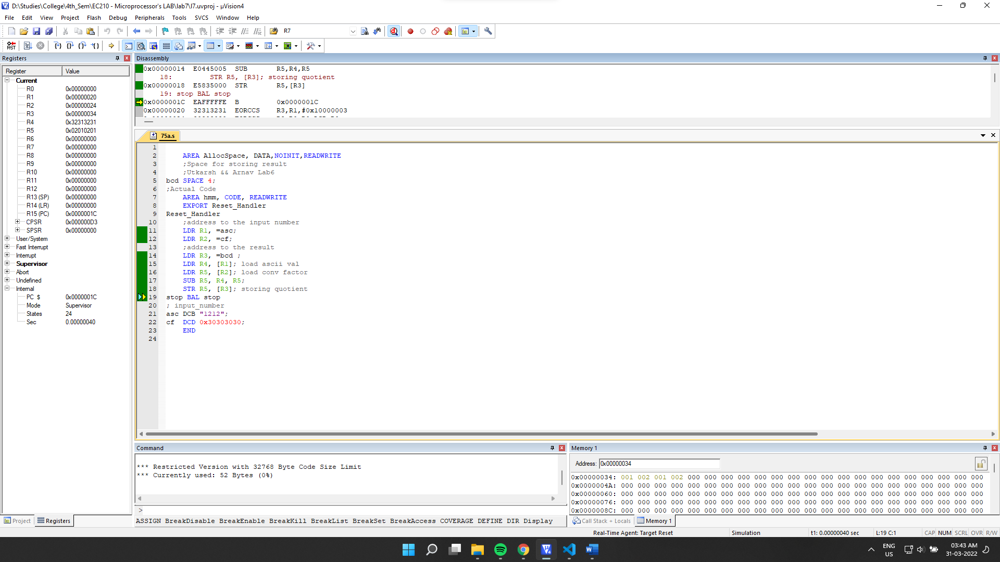 D:\Studies\College\4th_Sem\EC210 - Microprocessor's LAB\lab7\l7.uvproj - µVision4
File Edit View Project Flash Debug Peripherals Tools SVCS Window Help
R7
Registers
Register Value
Current
R0 0x00000000
R1 0x00000020
R2 0x00000024
R3 0x00000034
R4 0x32313231
R5 0x02010201
R6 0x00000000
R7 0x00000000
R8 0x00000000
R9 0x00000000
R10 0x00000000
R11 0x00000000
R12 0x00000000
R13 (SP) 0x00000000
R14 (LR) 0x00000000
R15 (PC) 0x0000001C
CPSR 0x000000D3
SPSR 0x00000000
User/System
Fast Interrupt
Interrupt
Supervisor
Abort
Undefined
Internal
PC $ 0x0000001C
Mode Supervisor
States 24
Sec 0.00000040
Project Registers
Disassembly
0x00000014 E0445005 SUB R5,R4,R5
18: STR R5, [R3]; storing quotient
0x00000018 E5835000 STR R5,[R3]
19: stop BAL stop
0x0000001C EAFFFFFE B 0x0000001C
0x00000020 32313231 EORCCS R3,R1,#0x10000003
75a.s
1
2 AREA AllocSpace, DATA,NOINIT,READWRITE
3 ;Space for storing result
4 ;Utkarsh && Arnav Lab6
5 bcd SPACE 4;
6 ;Actual Code
7 AREA hmm, CODE, READWRITE
8 EXPORT Reset_Handler
9 Reset_Handler
10 ;address to the input number
11 LDR R1, =asc;
12 LDR R2, =cf;
13 ;address to the result
14 LDR R3, =bcd ;
15 LDR R4, [R1]; load ascii val
16 LDR R5, [R2]; load conv factor
17 SUB R5, R4, R5;
18 STR R5, [R3]; storing quotient
19 stop BAL stop
20 ; input_number
21 asc DCB "1212";
22 cf DCD 0x30303030;
23 END
24
Command
*** Restricted Version with 32768 Byte Code Size Limit
*** Currently used: 52 Bytes (0%)
>
ASSIGN BreakDisable BreakEnable BreakKill BreakList BreakSet BreakAccess COVERAGE DEFINE DIR Display
Memory 1
Address: 0x00000034
0x00000034: 001 002 001 002 000 000 000 000 000 000 000 000 000 000 000 000 000 000 000 000 000 000
0x0000004A: 000 000 000 000 000 000 000 000 000 000 000 000 000 000 000 000 000 000 000 000 000 000
0x00000060: 000 000 000 000 000 000 000 000 000 000 000 000 000 000 000 000 000 000 000 000 000 000
0x00000076: 000 000 000 000 000 000 000 000 000 000 000 000 000 000 000 000 000 000 000 000 000 000
0x0000008C: 000 000 000 000 000 000 000 000 000 000 000 000 000 000 000 000 000 000 000 000 000 000
Call Stack + Locals Memory 1
Real-Time Agent: Target Reset Simulation t1: 0.00000040 sec L:19 C:1 CAP NUM SCRL OVR R/W
ENG
US
03:43 AM
31-03-2022